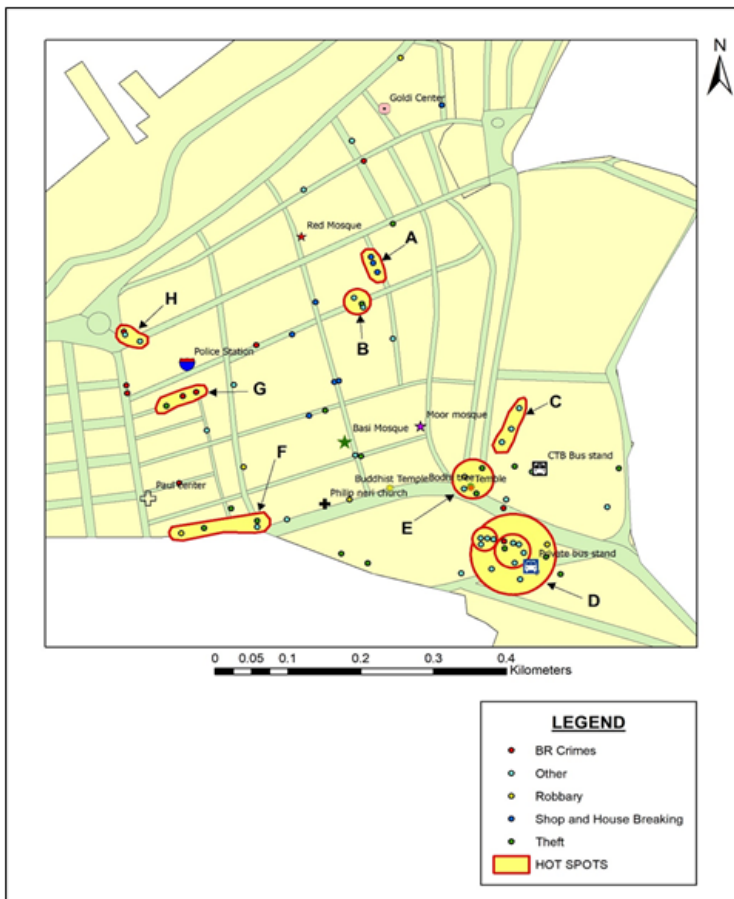 N
Goldi Center
Red Mosque
A
H
B
Police Station
G
C
Moor mosque
Basi Mosque
F
CTB Bus stand
Paul center
Buddhist Temple
Bodhi tree Temple
Philip neri church
E
Private bus stand
D
0 0.05 0.1 0.2 0.3 0.4
Kilometers
LEGEND
BR Crimes
Other
Robbary
Shop and House Breaking
Theft
HOT SPOTS